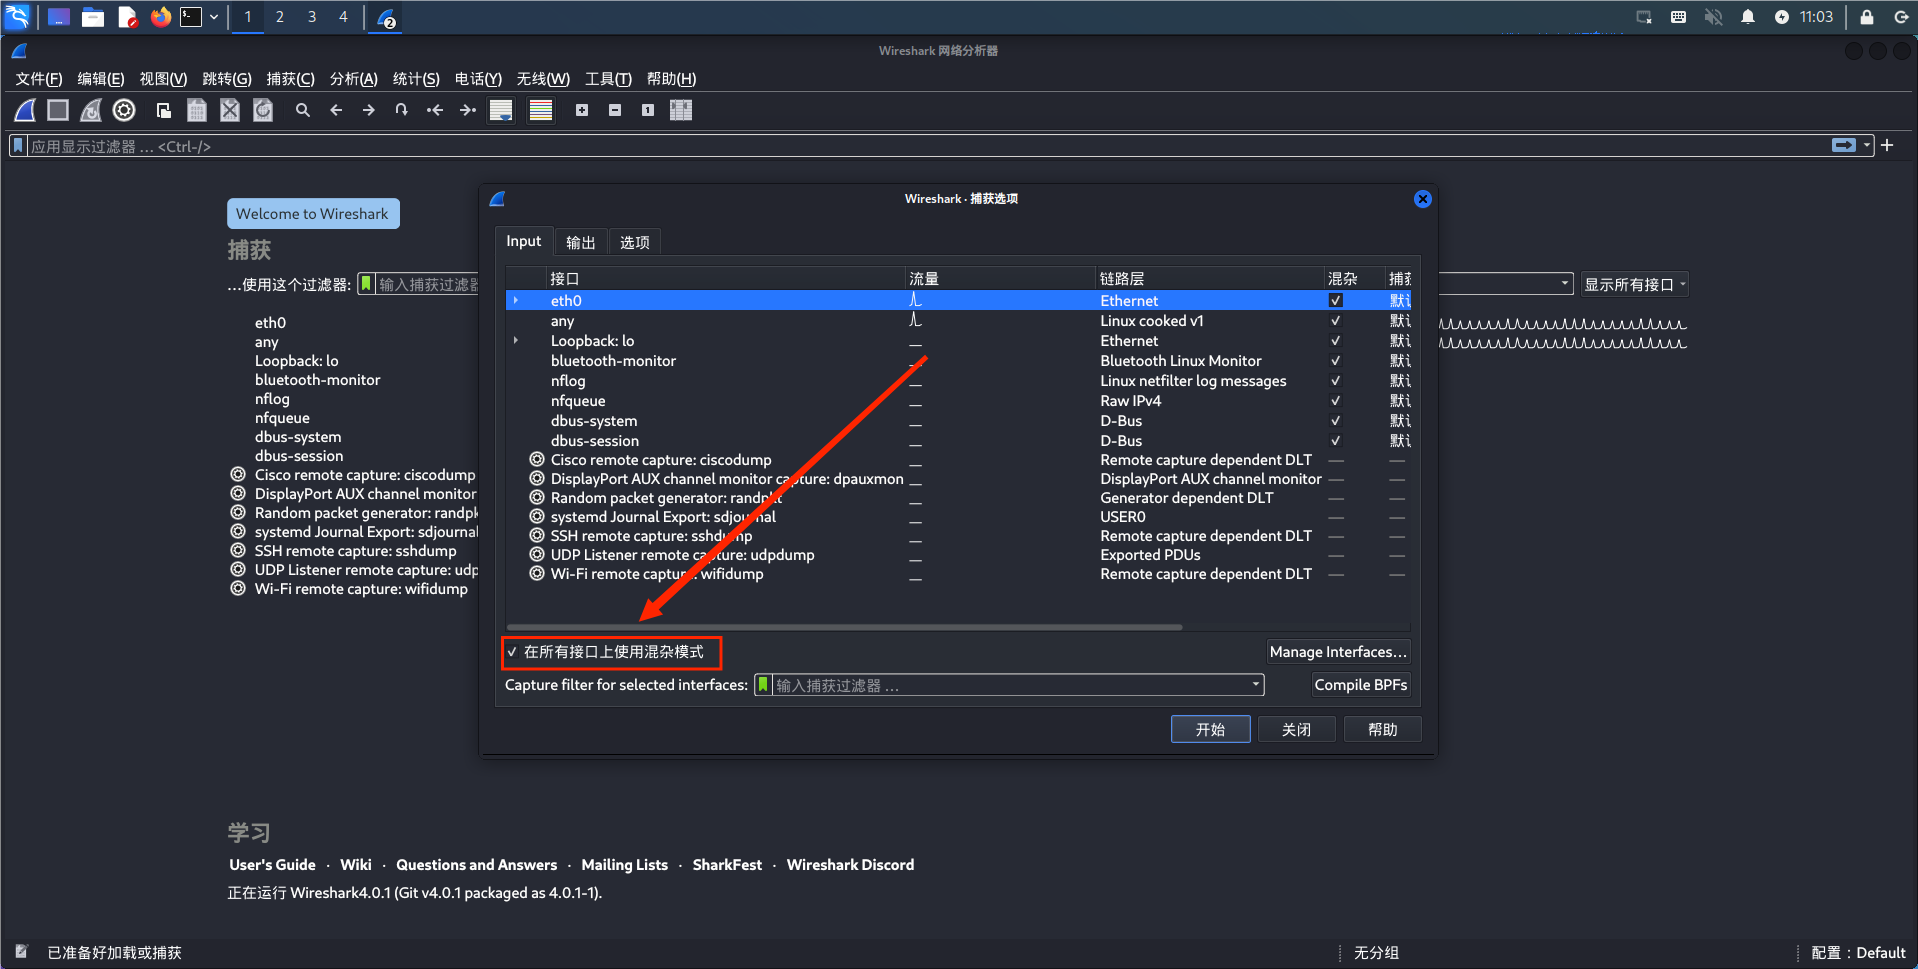 1 2 3 4 2 11:03
Wireshark 网络分析器
文件(F) 编辑(E) 视图(V) 跳转(G) 捕获(C) 分析(A) 统计(S) 电话(Y) 无线(W) 工具(T) 帮助(H)
应用显示过滤器 … <Ctrl-/>
Welcome to Wireshark
捕获
…使用这个过滤器: 输入捕获过滤器
显示所有接口
eth0
any
Loopback: lo
bluetooth-monitor
nflog
nfqueue
dbus-system
dbus-session
Cisco remote capture: ciscodump
DisplayPort AUX channel monitor
Random packet generator: randpk
systemd Journal Export: sdjournal
SSH remote capture: sshdump
UDP Listener remote capture: udp
Wi-Fi remote capture: wifidump
Wireshark · 捕获选项
Input 输出 选项
接口 流量 链路层 混杂 捕获
eth0 Ethernet ✓ 默认
any Linux cooked v1 ✓ 默认
Loopback: lo Ethernet ✓ 默认
bluetooth-monitor Bluetooth Linux Monitor ✓ 默认
nflog Linux netfilter log messages ✓ 默认
nfqueue Raw IPv4 ✓ 默认
dbus-system D-Bus ✓ 默认
dbus-session D-Bus ✓ 默认
Cisco remote capture: ciscodump Remote capture dependent DLT — —
DisplayPort AUX channel monitor capture: dpauxmon DisplayPort AUX channel monitor — —
Random packet generator: randpkt Generator dependent DLT — —
systemd Journal Export: sdjournal USER0 — —
SSH remote capture: sshdump Remote capture dependent DLT — —
UDP Listener remote capture: udpdump Exported PDUs — —
Wi-Fi remote capture: wifidump Remote capture dependent DLT — —
✓ 在所有接口上使用混杂模式
Manage Interfaces…
Capture filter for selected interfaces: 输入捕获过滤器 …
Compile BPFs
开始 关闭 帮助
学习
User's Guide · Wiki · Questions and Answers · Mailing Lists · SharkFest · Wireshark Discord
正在运行 Wireshark4.0.1 (Git v4.0.1 packaged as 4.0.1-1).
已准备好加载或捕获
无分组
配置：Default